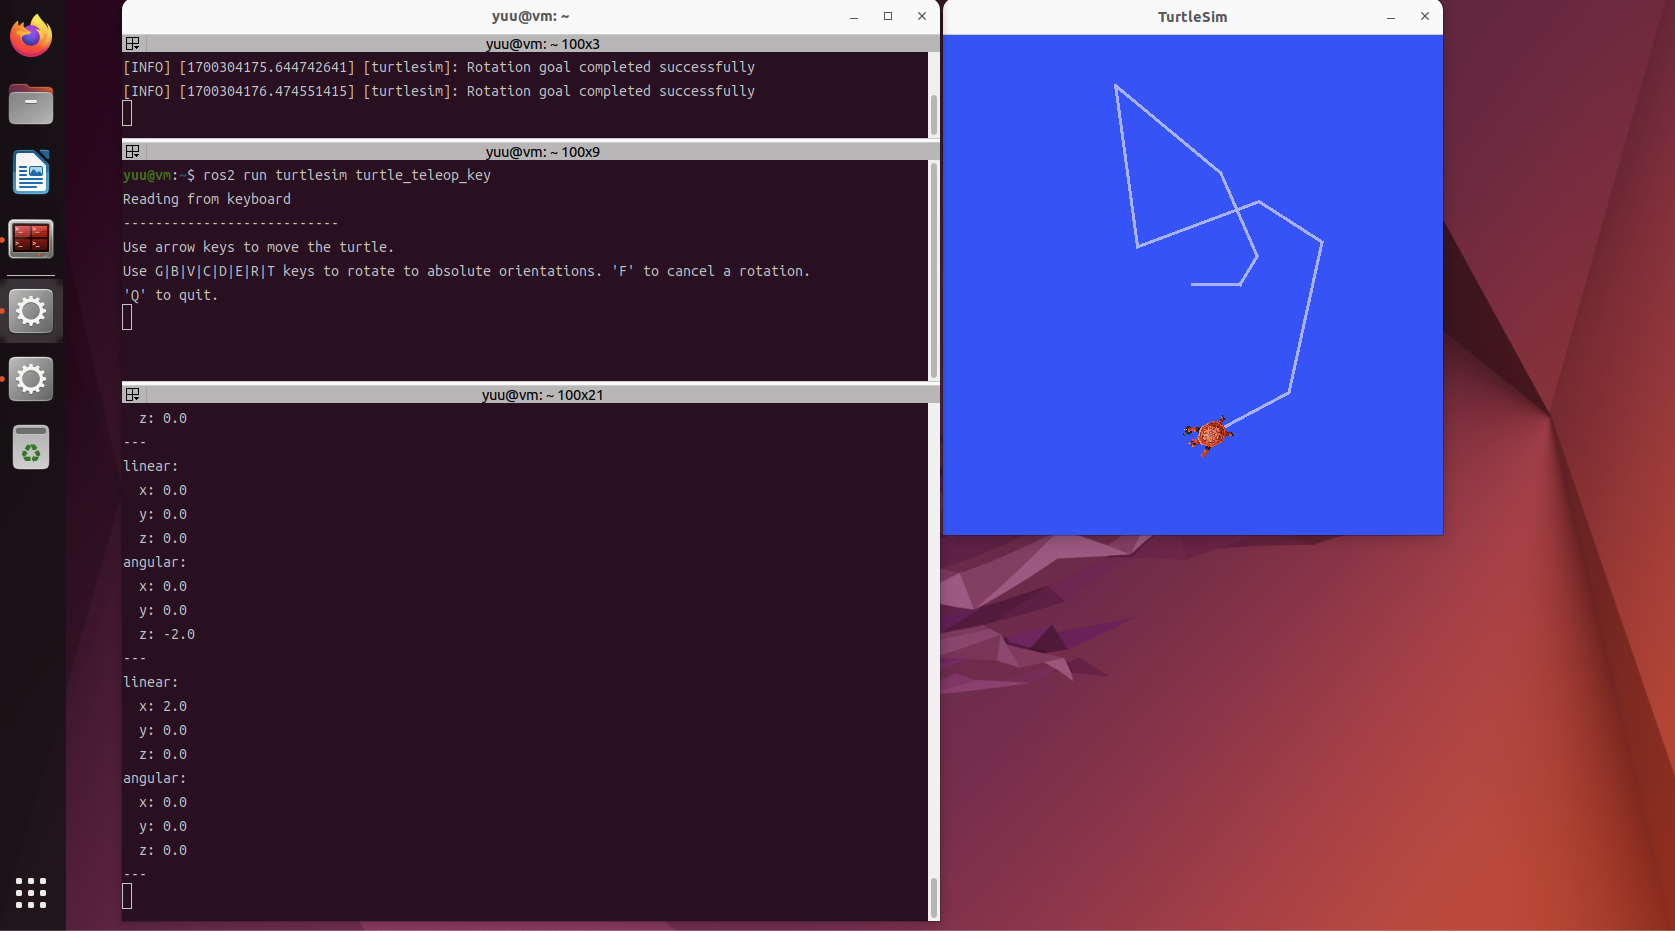 yuu@vm: ~
yuu@vm: ~ 100x3
[INFO] [1700304175.644742641] [turtlesim]: Rotation goal completed successfully
[INFO] [1700304176.474551415] [turtlesim]: Rotation goal completed successfully
yuu@vm: ~ 100x9
yuu@vm:~$ ros2 run turtlesim turtle_teleop_key
Reading from keyboard
---------------------------
Use arrow keys to move the turtle.
Use G|B|V|C|D|E|R|T keys to rotate to absolute orientations. 'F' to cancel a rotation.
'Q' to quit.
yuu@vm: ~ 100x21
z: 0.0
---
linear:
x: 0.0
y: 0.0
z: 0.0
angular:
x: 0.0
y: 0.0
z: -2.0
---
linear:
x: 2.0
y: 0.0
z: 0.0
angular:
x: 0.0
y: 0.0
z: 0.0
---
TurtleSim